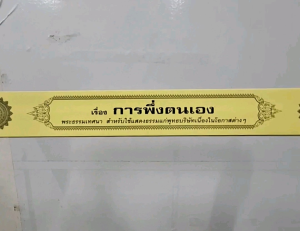 เรื่อง การพึ่งตนเอง
พระธรรมเทศนา สำหรับใช้แสดงธรรมแก่พุทธบริษัทเนื่องในโอกาสต่างๆ